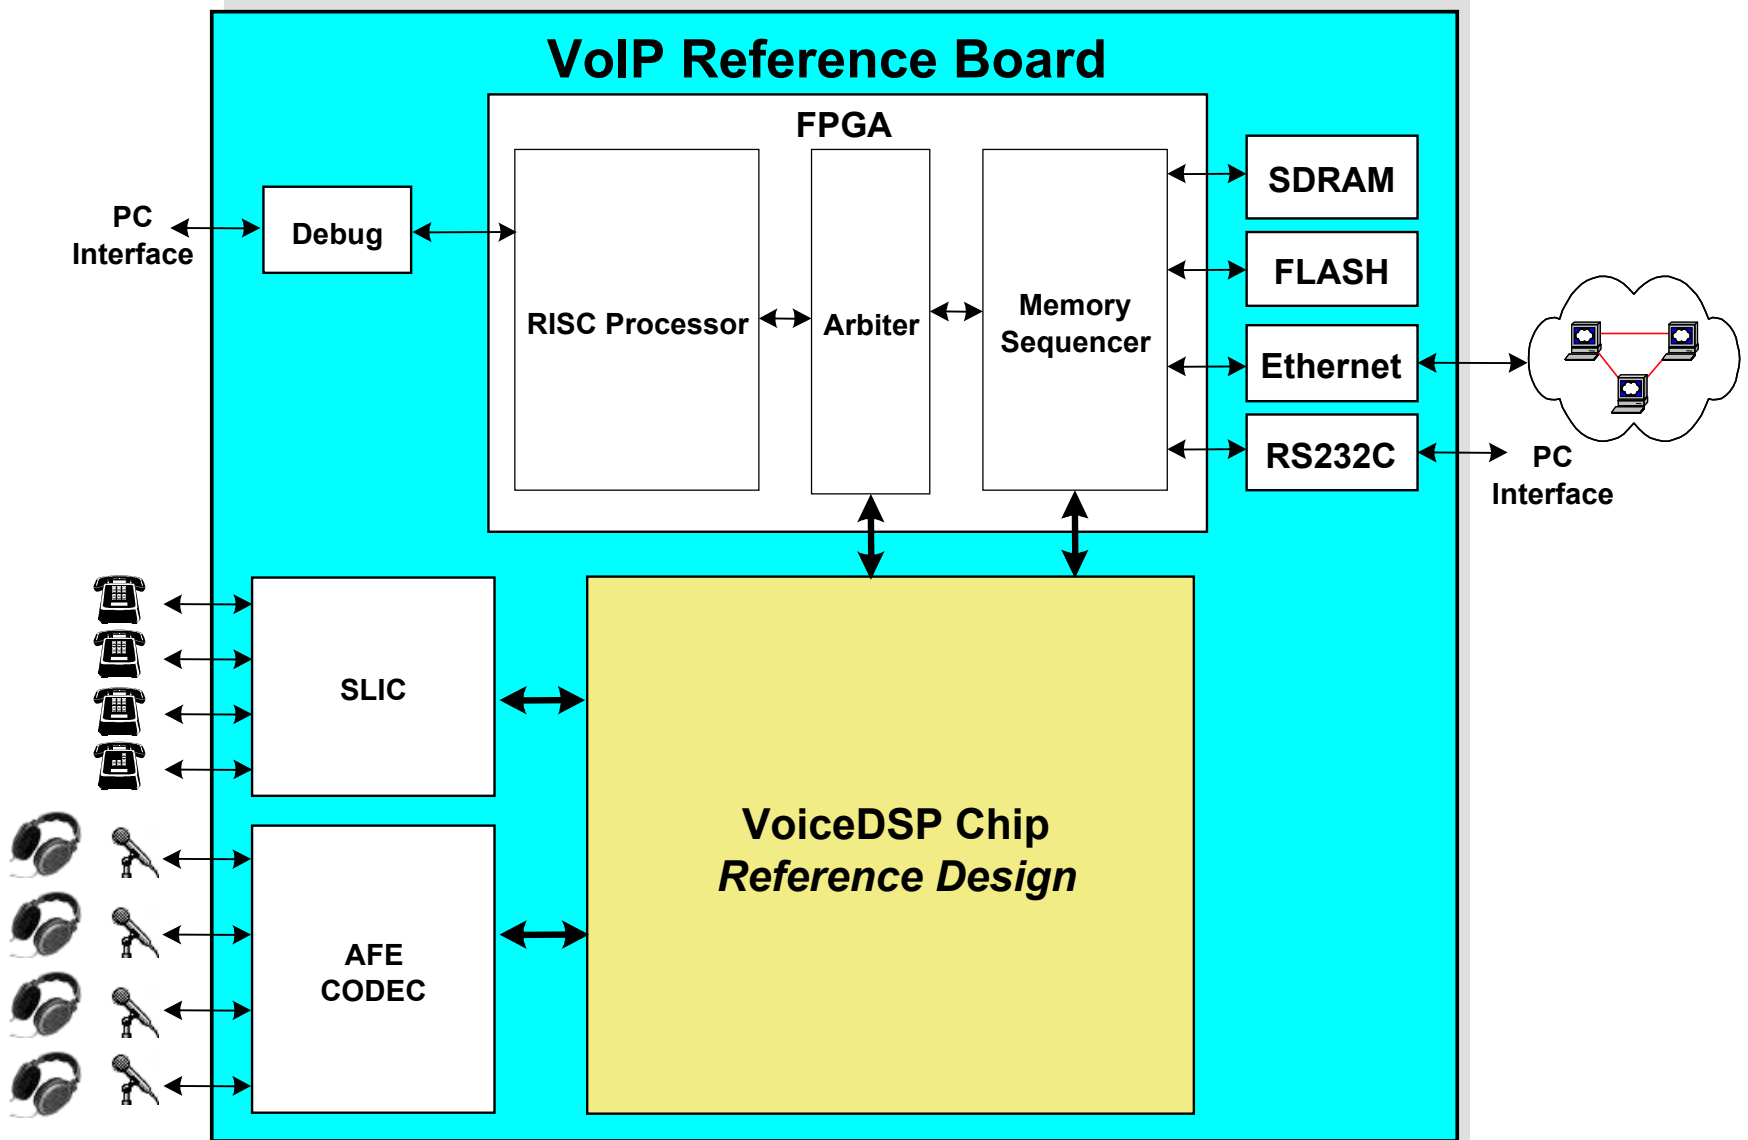 VoIP Reference Board
FPGA
SDRAM
PC
Interface
Debug
FLASH
RISC Processor
Arbiter
Memory
Sequencer
Ethernet
RS232C
PC
Interface
SLIC
VoiceDSP Chip
Reference Design
AFE
CODEC